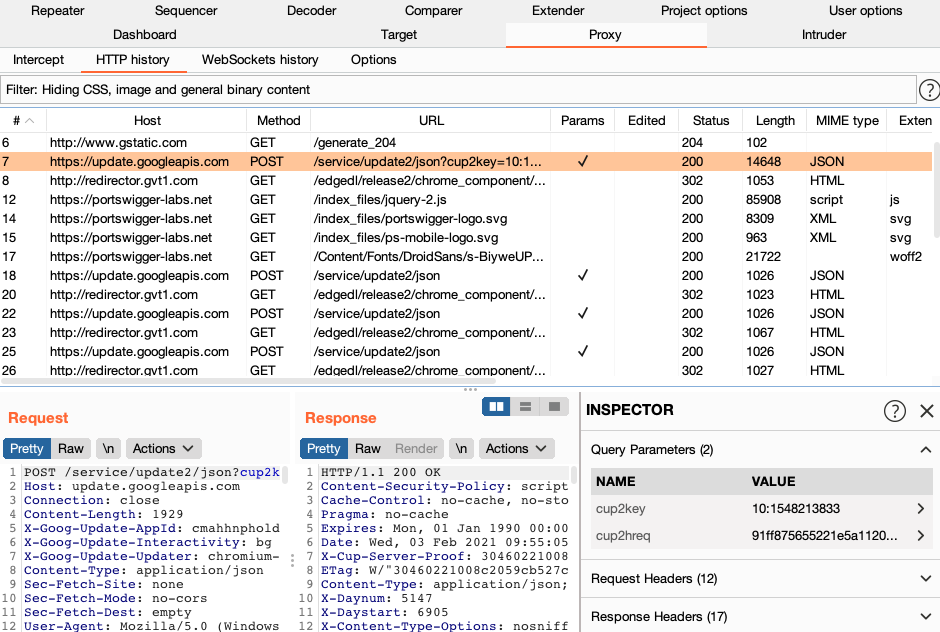 Repeater Sequencer Decoder Comparer Extender Project options User options
Dashboard Target Proxy Intruder
Intercept HTTP history WebSockets history Options
Filter: Hiding CSS, image and general binary content ?
# Host Method URL Params Edited Status Length MIME type Exten
6 http://www.gstatic.com GET /generate_204 204 102
7 https://update.googleapis.com POST /service/update2/json?cup2key=10:1... ✓ 200 14648 JSON
8 http://redirector.gvt1.com GET /edgedl/release2/chrome_component/... 302 1053 HTML
12 https://portswigger-labs.net GET /index_files/jquery-2.js 200 85908 script js
14 https://portswigger-labs.net GET /index_files/portswigger-logo.svg 200 8309 XML svg
15 https://portswigger-labs.net GET /index_files/ps-mobile-logo.svg 200 963 XML svg
17 https://portswigger-labs.net GET /Content/Fonts/DroidSans/s-BiyweUP... 200 21722 woff2
18 https://update.googleapis.com POST /service/update2/json ✓ 200 1026 JSON
20 http://redirector.gvt1.com GET /edgedl/release2/chrome_component/... 302 1023 HTML
22 https://update.googleapis.com POST /service/update2/json ✓ 200 1026 JSON
23 http://redirector.gvt1.com GET /edgedl/release2/chrome_component/... 302 1067 HTML
25 https://update.googleapis.com POST /service/update2/json ✓ 200 1026 JSON
26 http://redirector.gvt1.com GET /edgedl/release2/chrome_component/... 302 1027 HTML
Request
Pretty Raw \n Actions
1 POST /service/update2/json?cup2k
2 Host: update.googleapis.com
3 Connection: close
4 Content-Length: 1929
5 X-Goog-Update-AppId: cmahhnphold
6 X-Goog-Update-Interactivity: bg
7 X-Goog-Update-Updater: chromium-
8 Content-Type: application/json
9 Sec-Fetch-Site: none
10 Sec-Fetch-Mode: no-cors
11 Sec-Fetch-Dest: empty
12 User-Agent: Mozilla/5.0 (Windows
Response
Pretty Raw Render \n Actions
1 HTTP/1.1 200 OK
2 Content-Security-Policy: script
3 Cache-Control: no-cache, no-sto
4 Pragma: no-cache
5 Expires: Mon, 01 Jan 1990 00:00
6 Date: Wed, 03 Feb 2021 09:55:05
7 X-Cup-Server-Proof: 30460221008
8 ETag: W/"30460221008c2059cb527c
9 Content-Type: application/json;
10 X-Daynum: 5147
11 X-Daystart: 6905
12 X-Content-Type-Options: nosniff
INSPECTOR ?
Query Parameters (2)
NAME VALUE
cup2key 10:1548213833
cup2hreq 91ff875655221e5a1120...
Request Headers (12)
Response Headers (17)